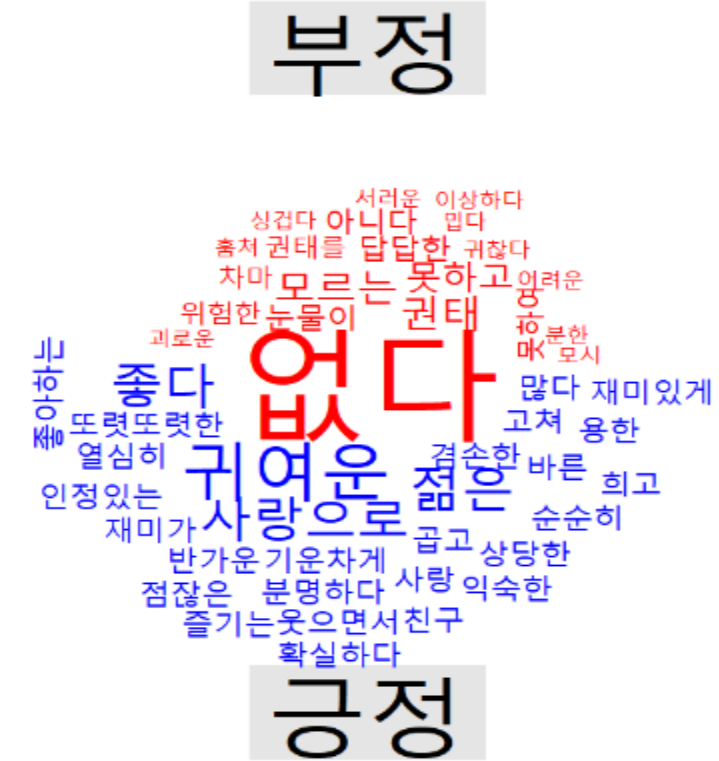 부정
서러운 이상하다
싱겁다 아니다 밉다
훔쳐 권태를 답답한 귀찮다
차마 모르는 못하고 어려운
위험한 눈물이 권태 못하용
괴로운 분한
모시
없다
좋아하는 좋다 많다 재미있게
또렷또렷한 고쳐 용한
열심히 귀여운 겸손한 바른
인정있는 젊은 희고
재미가 사랑으로 곱고 순순히
반가운 기운차게 상당한
점잖은 분명하다 사랑 익숙한
즐기는 웃으면서 친구
확실하다
긍정